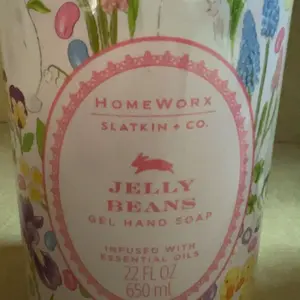 HOMEWORX
SLATKIN + CO.
JELLY
BEANS
GEL HAND SOAP
INFUSED WITH
ESSENTIAL OILS
22 FL OZ
650 ml